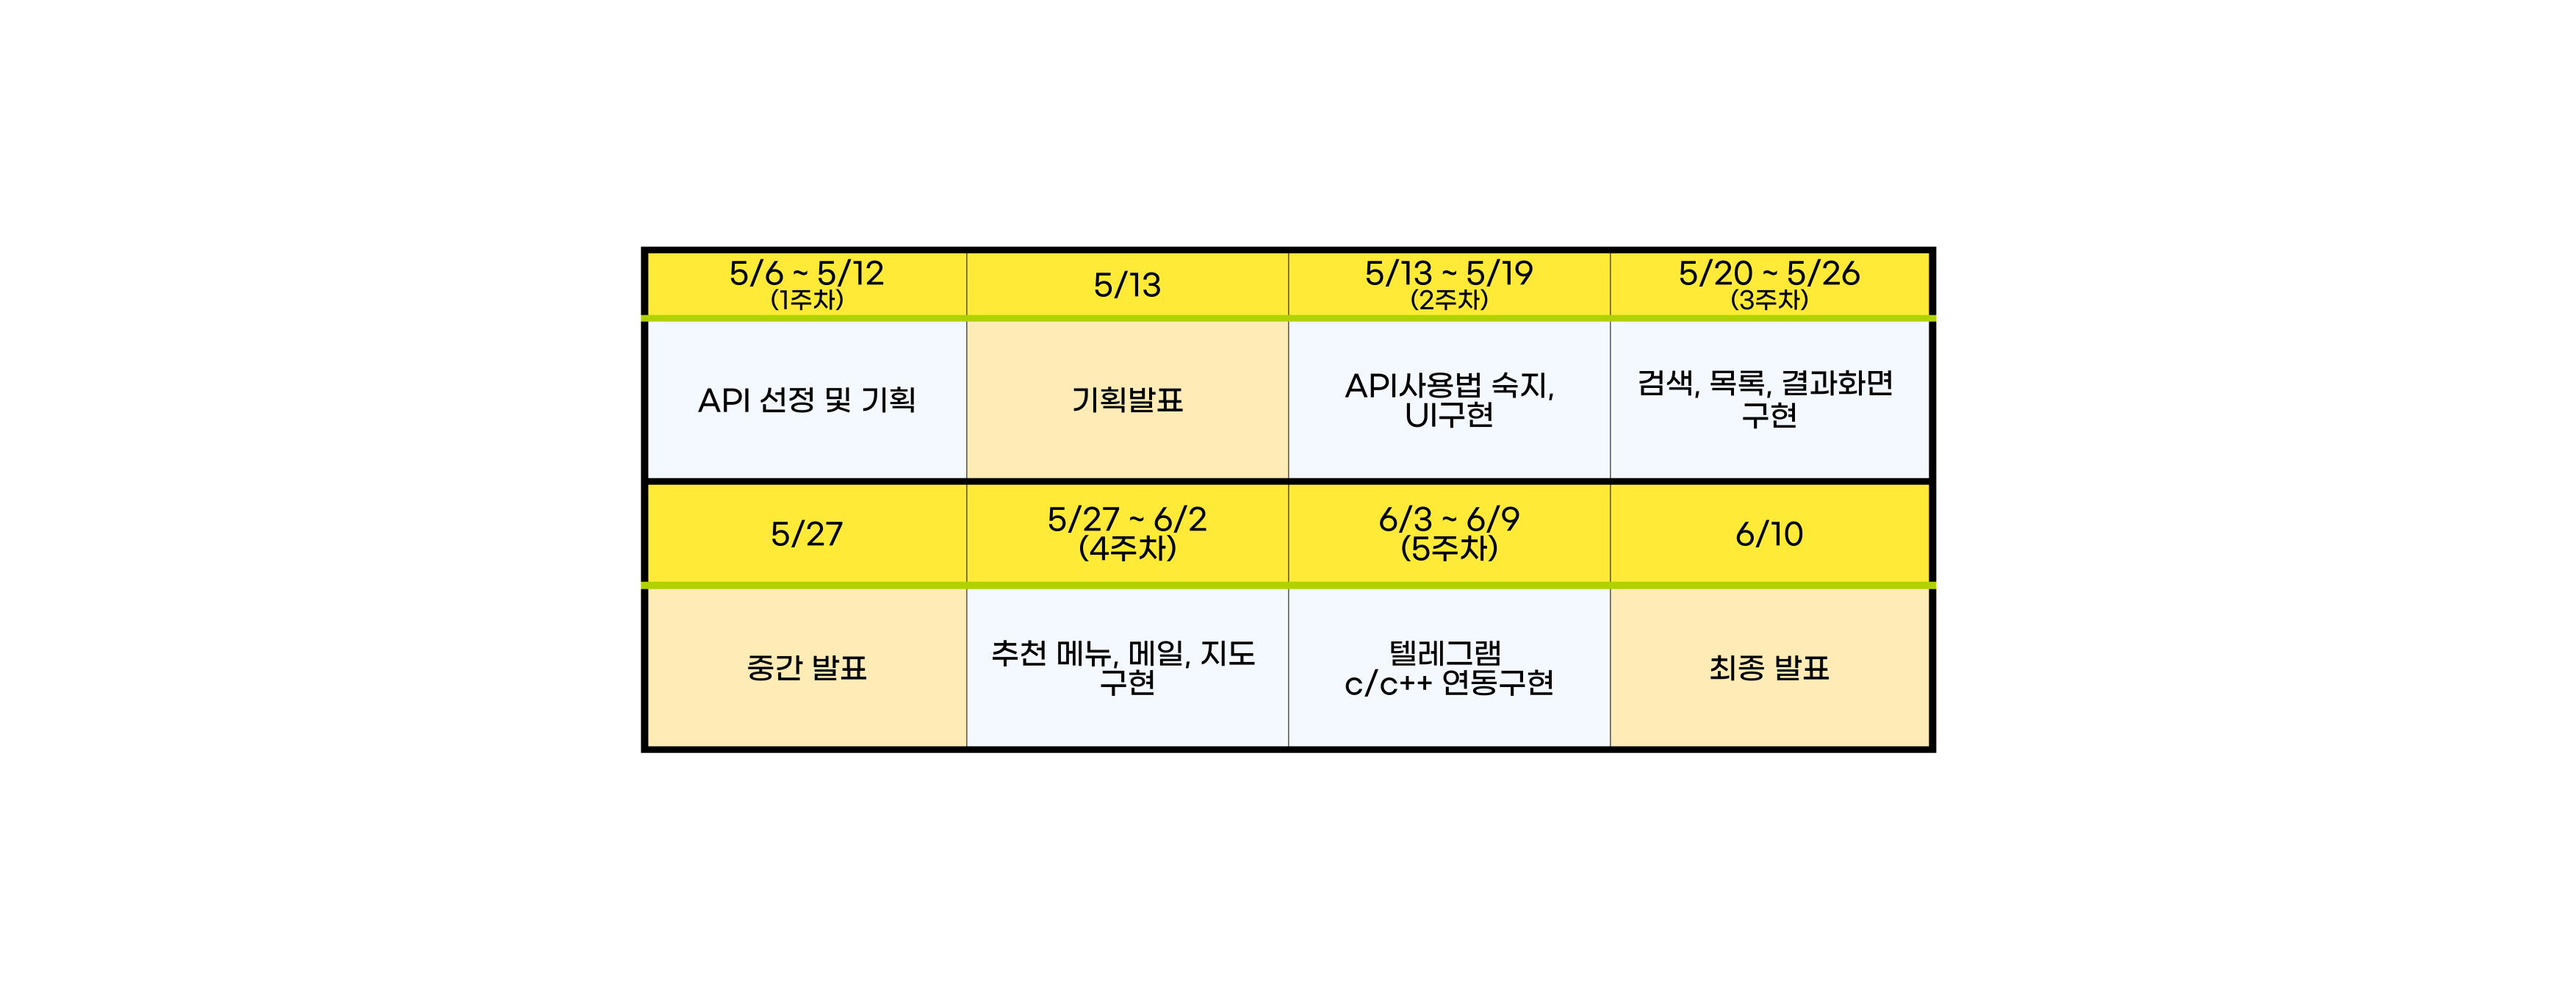 5/6 ~ 5/12
(1주차)
5/13
5/13 ~ 5/19
(2주차)
5/20 ~ 5/26
(3주차)
API 선정 및 기획
기획발표
API사용법 숙지,
UI구현
검색, 목록, 결과화면
구현
5/27
5/27 ~ 6/2
(4주차)
6/3 ~ 6/9
(5주차)
6/10
중간 발표
추천 메뉴, 메일, 지도
구현
텔레그램
c/c++ 연동구현
최종 발표